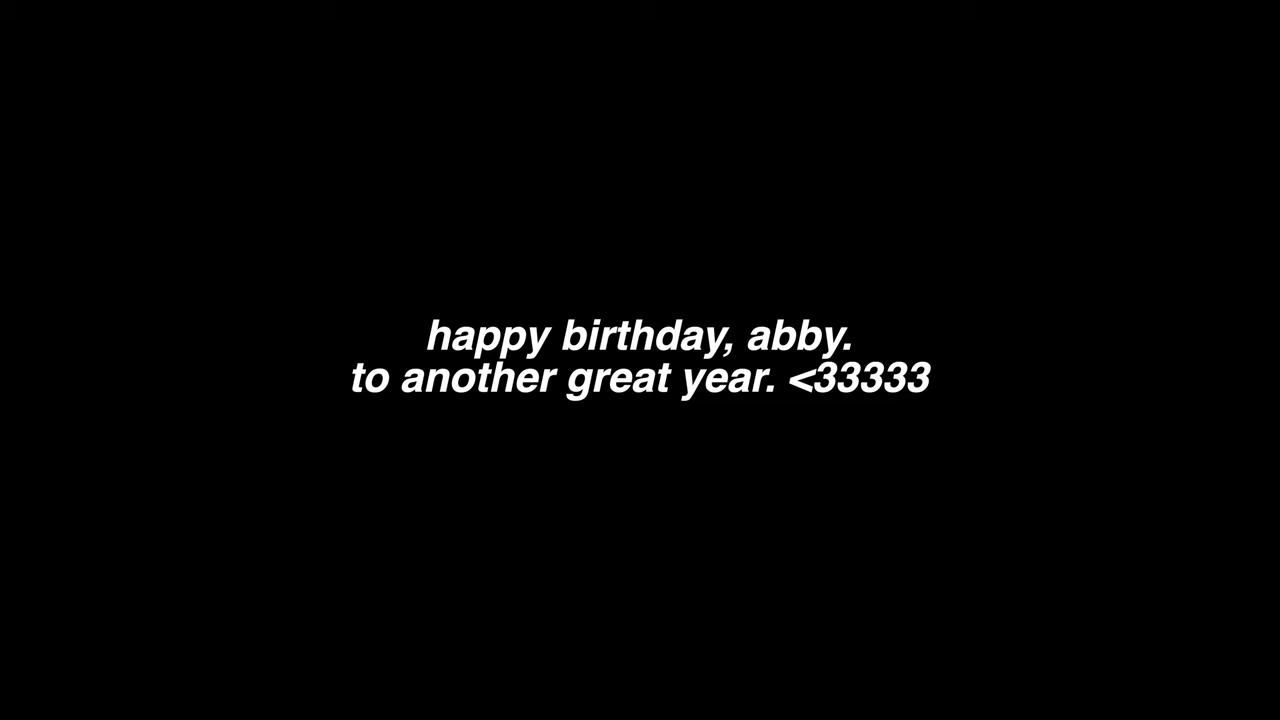 happy birthday, abby.
to another great year. <33333